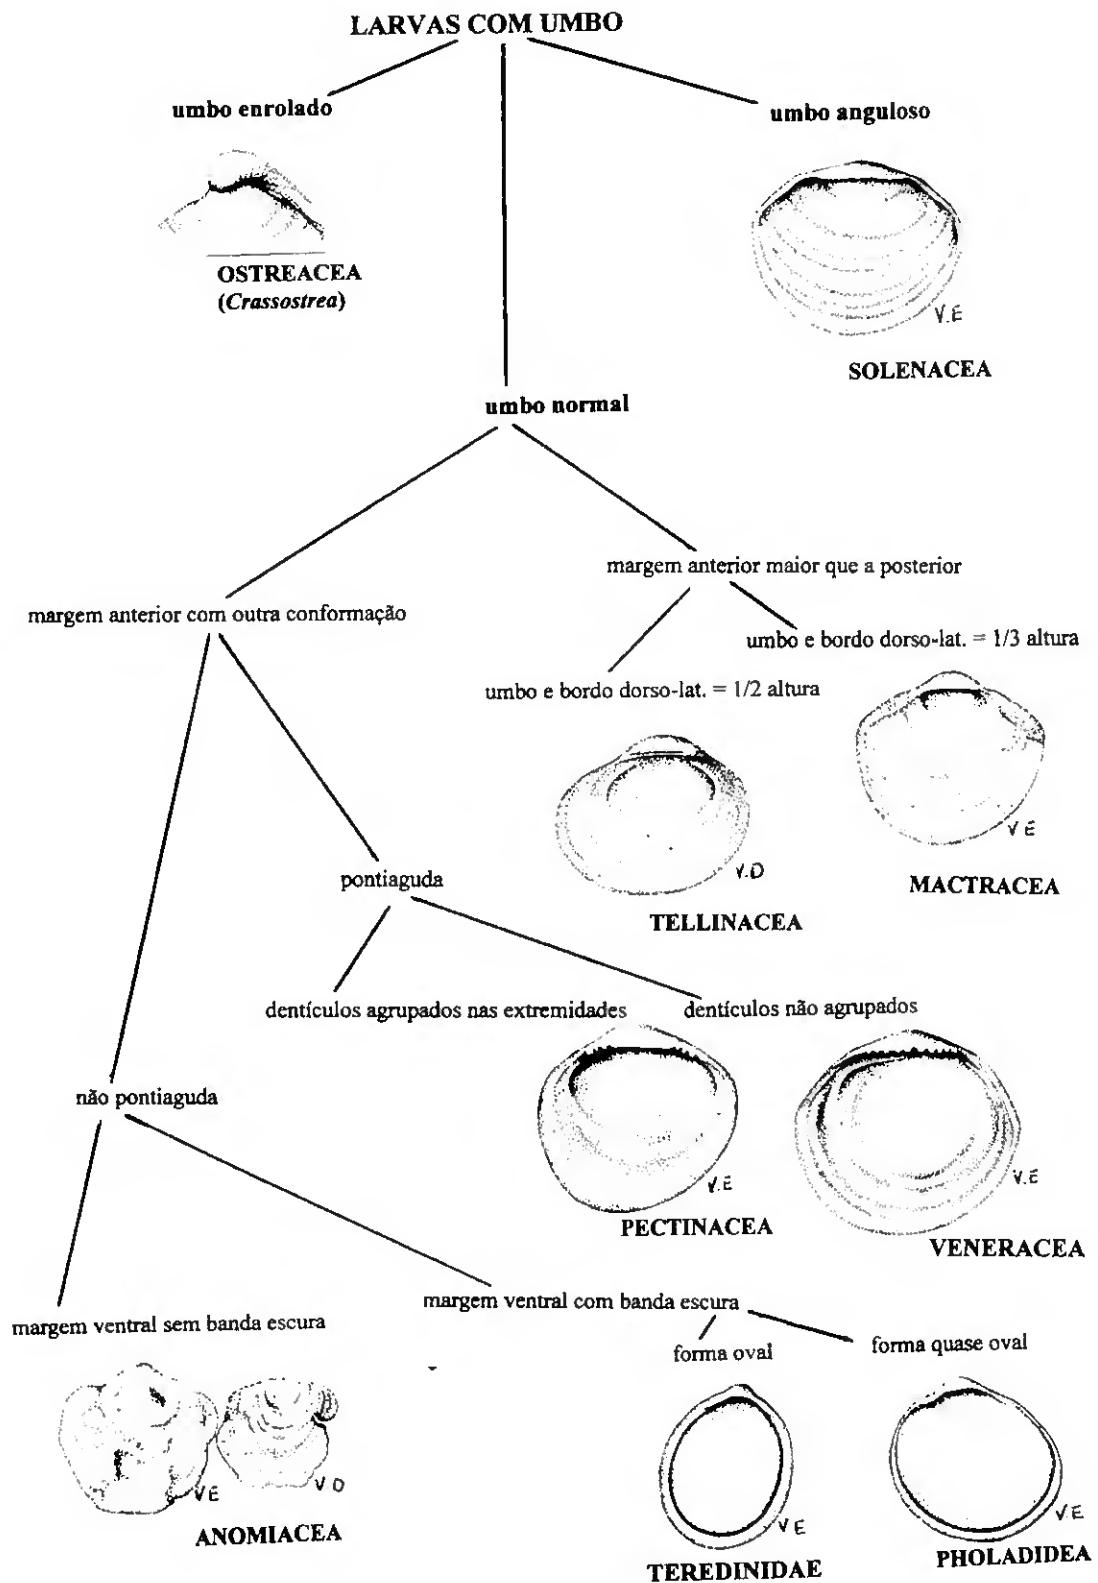 LARVAS COM UMBO
umbo enrolado
umbo anguloso
OSTREACEA
(Crassostrea)
V.E
SOLENACEA
umbo normal
margem anterior maior que a posterior
margem anterior com outra conformação
umbo e bordo dorso-lat. = 1/3 altura
umbo e bordo dorso-lat. = 1/2 altura
V E
V.D
MACTRACEA
TELLINACEA
pontiaguda
dentículos agrupados nas extremidades
dentículos não agrupados
não pontiaguda
V.E
V.E
PECTINACEA
VENERACEA
margem ventral com banda escura
margem ventral sem banda escura
forma oval
forma quase oval
V E
V D
ANOMIACEA
V E
V.E
TEREDINIDAE
PHOLADIDEA